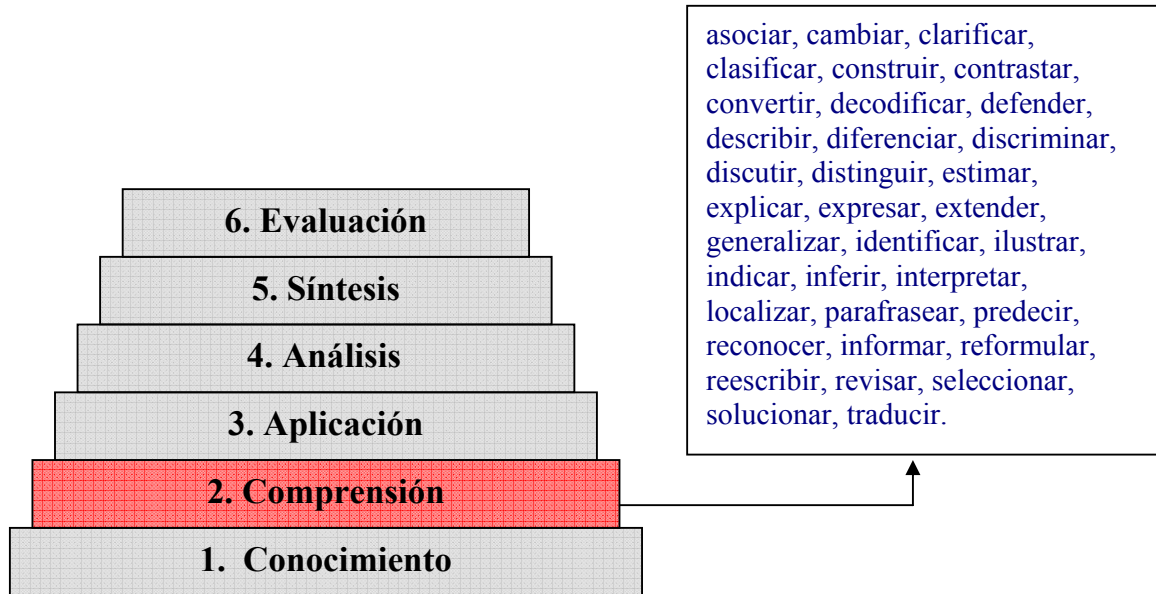 asociar, cambiar, clarificar,
clasificar, construir, contrastar,
convertir, decodificar, defender,
describir, diferenciar, discriminar,
discutir, distinguir, estimar,
explicar, expresar, extender,
generalizar, identificar, ilustrar,
indicar, inferir, interpretar,
localizar, parafrasear, predecir,
reconocer, informar, reformular,
reescribir, revisar, seleccionar,
solucionar, traducir.
6. Evaluación
5. Síntesis
4. Análisis
3. Aplicación
2. Comprensión
1. Conocimiento